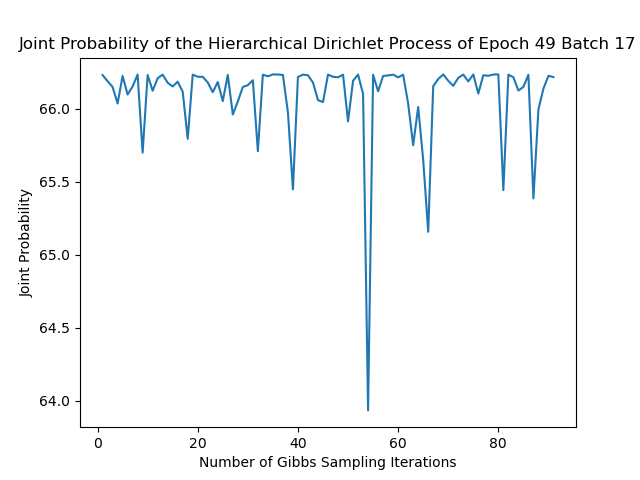 Joint Probability of the Hierarchical Dirichlet Process of Epoch 49 Batch 17
Joint Probability
66.0
65.5
65.0
64.5
64.0
0 20 40 60 80
Number of Gibbs Sampling Iterations